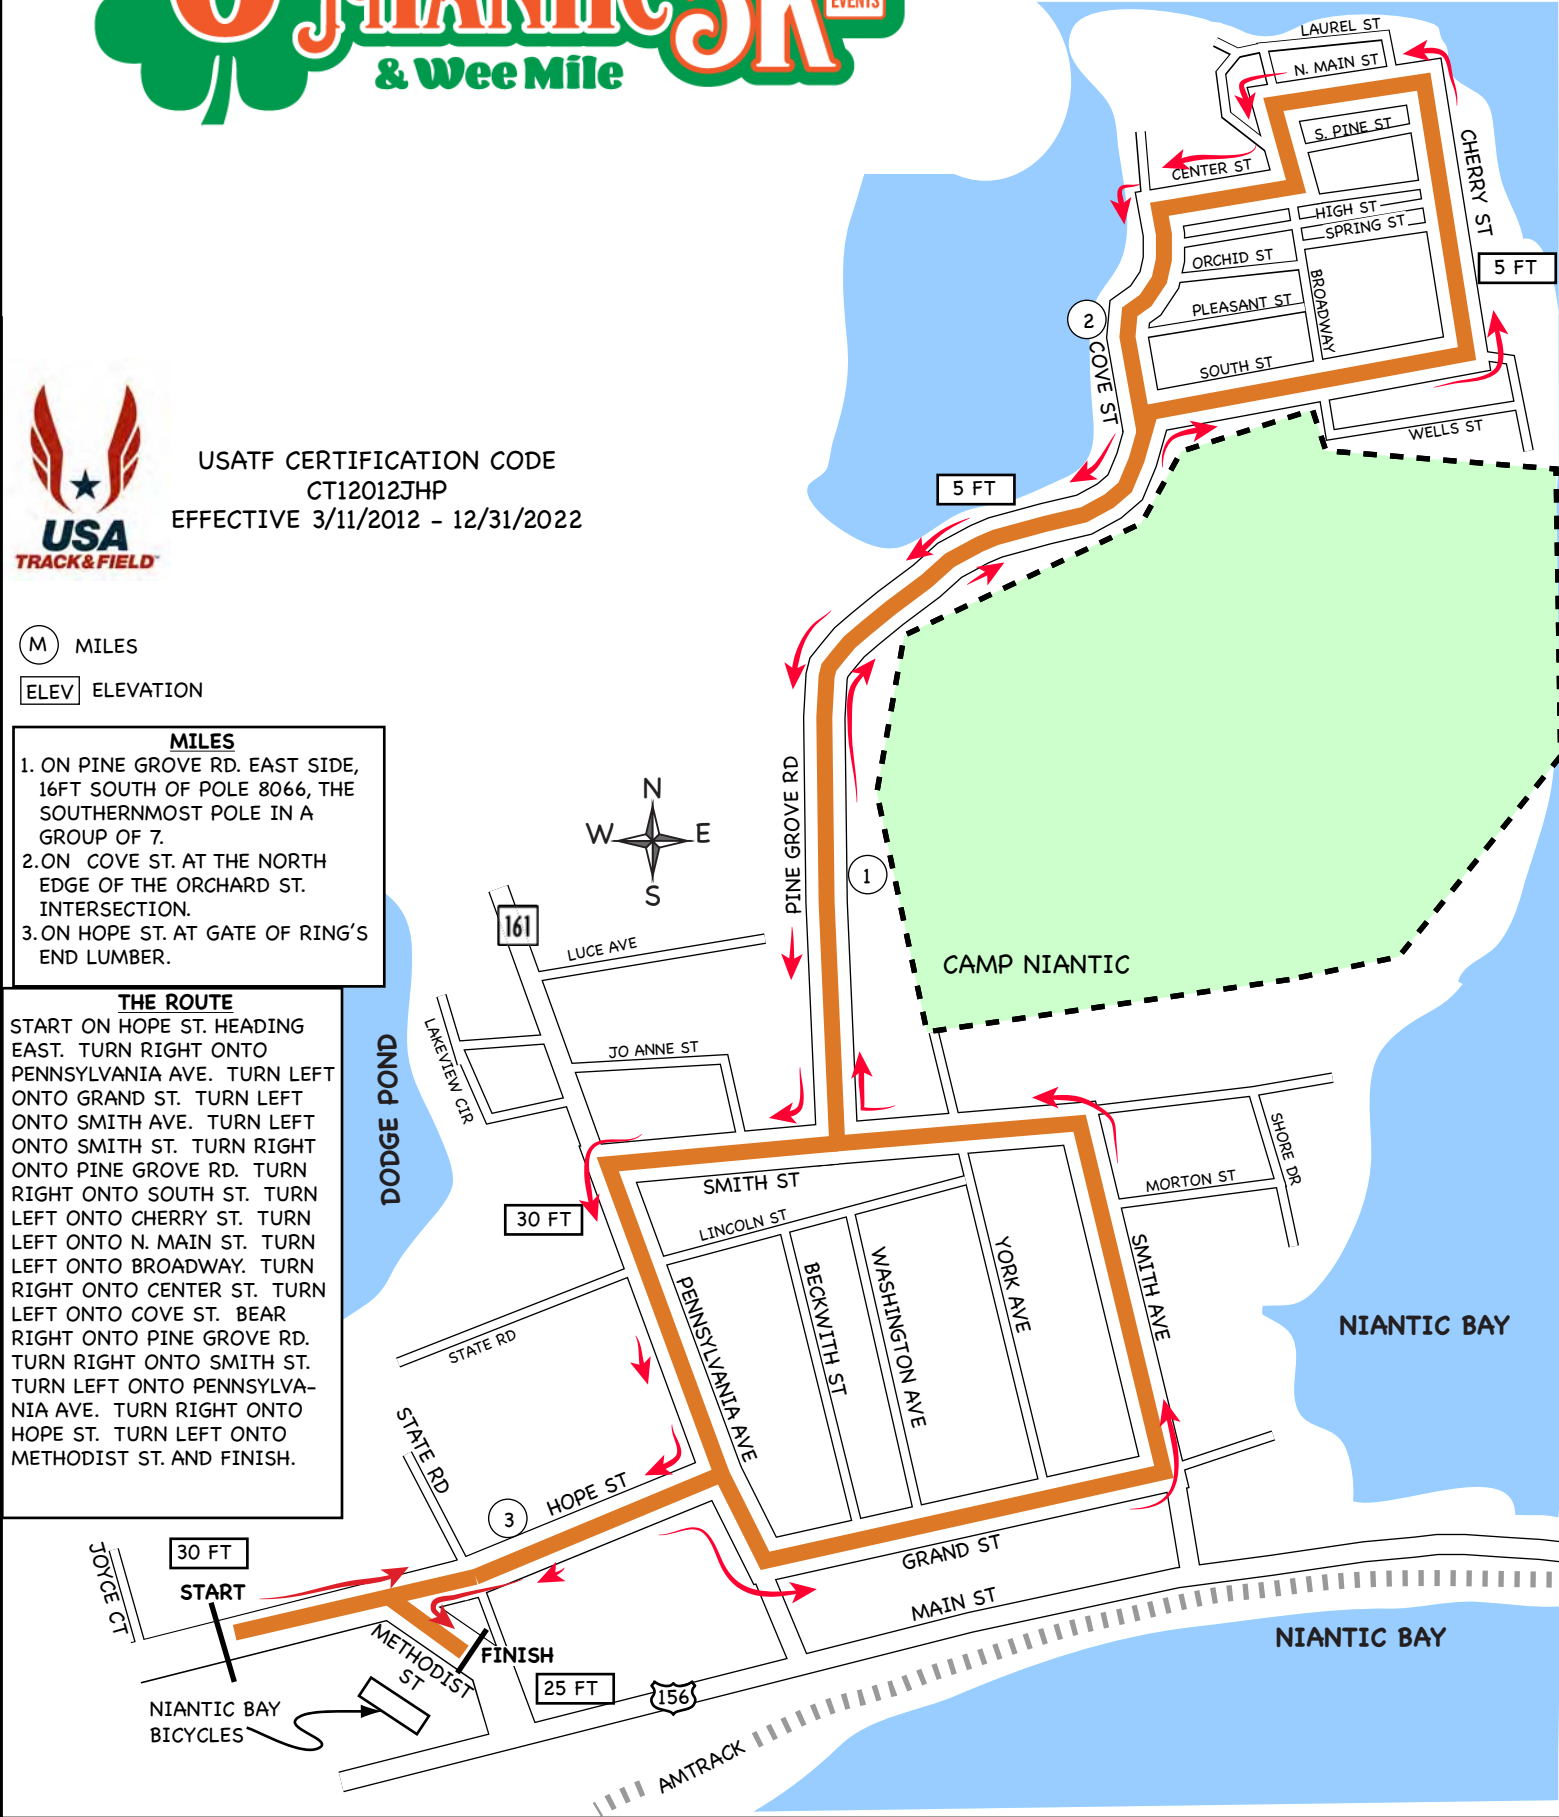 5K
EVENTS
& Wee Mile
LAUREL ST
N. MAIN ST
S. PINE ST
CENTER ST
CHERRY ST
HIGH ST
SPRING ST
ORCHID ST
BROADWAY
5 FT
PLEASANT ST
2
COVE ST
SOUTH ST
WELLS ST
USA
TRACK&FIELD
USATF CERTIFICATION CODE
CT12012JHP
EFFECTIVE 3/11/2012 - 12/31/2022
5 FT
M MILES
ELEV ELEVATION
MILES
1. ON PINE GROVE RD. EAST SIDE,
16FT SOUTH OF POLE 8066, THE
SOUTHERNMOST POLE IN A
GROUP OF 7.
2.ON COVE ST. AT THE NORTH
EDGE OF THE ORCHARD ST.
INTERSECTION.
3.ON HOPE ST. AT GATE OF RING'S
END LUMBER.
N
W E
S
PINE GROVE RD
1
161
LUCE AVE
CAMP NIANTIC
THE ROUTE
START ON HOPE ST. HEADING
EAST. TURN RIGHT ONTO
PENNSYLVANIA AVE. TURN LEFT
ONTO GRAND ST. TURN LEFT
ONTO SMITH AVE. TURN LEFT
ONTO SMITH ST. TURN RIGHT
ONTO PINE GROVE RD. TURN
RIGHT ONTO SOUTH ST. TURN
LEFT ONTO CHERRY ST. TURN
LEFT ONTO N. MAIN ST. TURN
LEFT ONTO BROADWAY. TURN
RIGHT ONTO CENTER ST. TURN
LEFT ONTO COVE ST. BEAR
RIGHT ONTO PINE GROVE RD.
TURN RIGHT ONTO SMITH ST.
TURN LEFT ONTO PENNSYLVA-
NIA AVE. TURN RIGHT ONTO
HOPE ST. TURN LEFT ONTO
METHODIST ST. AND FINISH.
DODGE POND
LAKEVIEW CIR
JO ANNE ST
SHORE DR
MORTON ST
SMITH ST
30 FT
LINCOLN ST
PENNSYLVANIA AVE
BECKWITH ST
WASHINGTON AVE
YORK AVE
SMITH AVE
NIANTIC BAY
STATE RD
STATE RD
HOPE ST
3
GRAND ST
MAIN ST
JOYCE CT
30 FT
START
METHODIST
ST
FINISH
25 FT
156
NIANTIC BAY
NIANTIC BAY
BICYCLES
AMTRACK